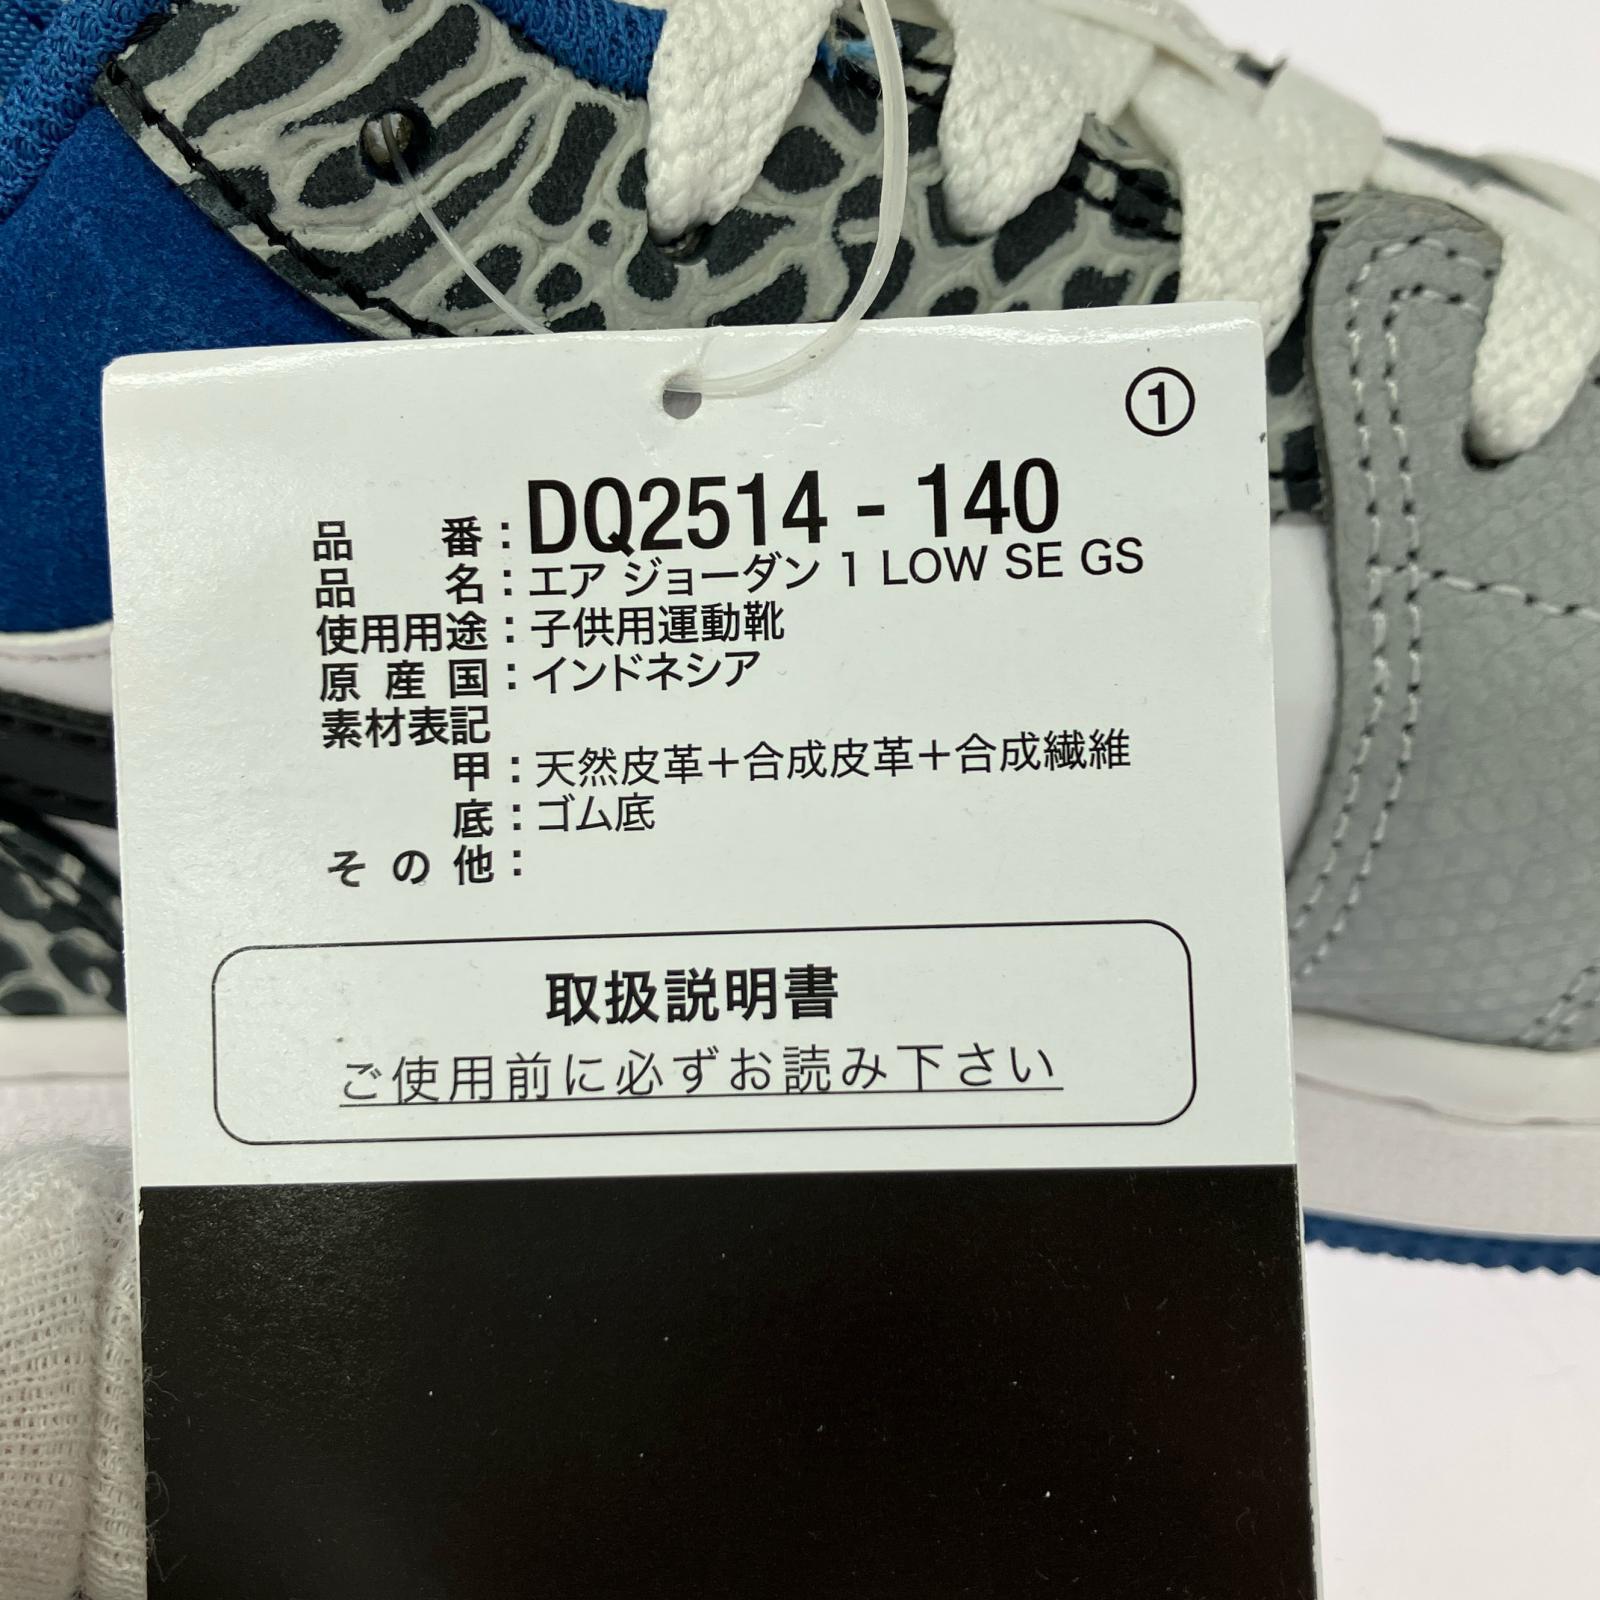 ①
品番：DQ2514 - 140
品名：エア ジョーダン 1 LOW SE GS
使用用途：子供用運動靴
原産国：インドネシア
素材表記
甲：天然皮革＋合成皮革＋合成繊維
底：ゴム底
その他：
取扱説明書
ご使用前に必ずお読み下さい